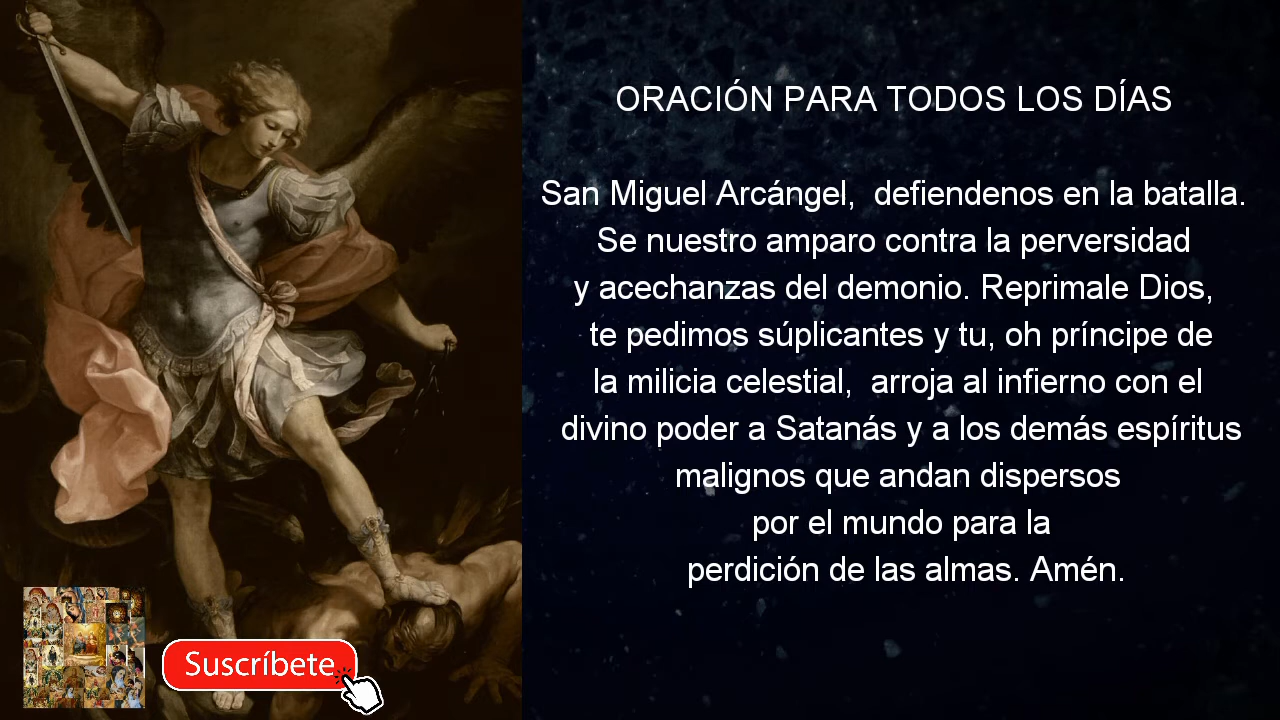 ORACIÓN PARA TODOS LOS DÍAS
San Miguel Arcángel, defiendenos en la batalla.
Se nuestro amparo contra la perversidad
y acechanzas del demonio. Reprimale Dios,
te pedimos súplicantes y tu, oh príncipe de
la milicia celestial, arroja al infierno con el
divino poder a Satanás y a los demás espíritus
malignos que andan dispersos
por el mundo para la
perdición de las almas. Amén.
Suscríbete